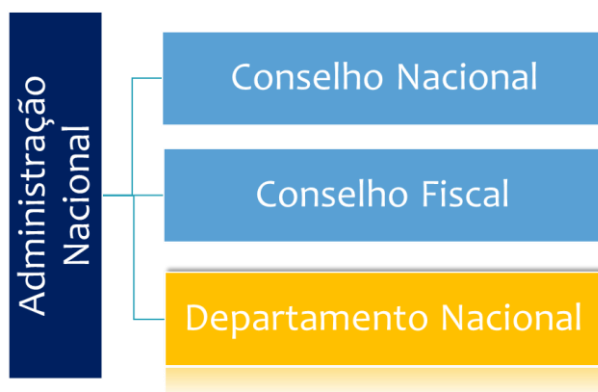 Administração
Nacional
Conselho Nacional
Conselho Fiscal
Departamento Nacional